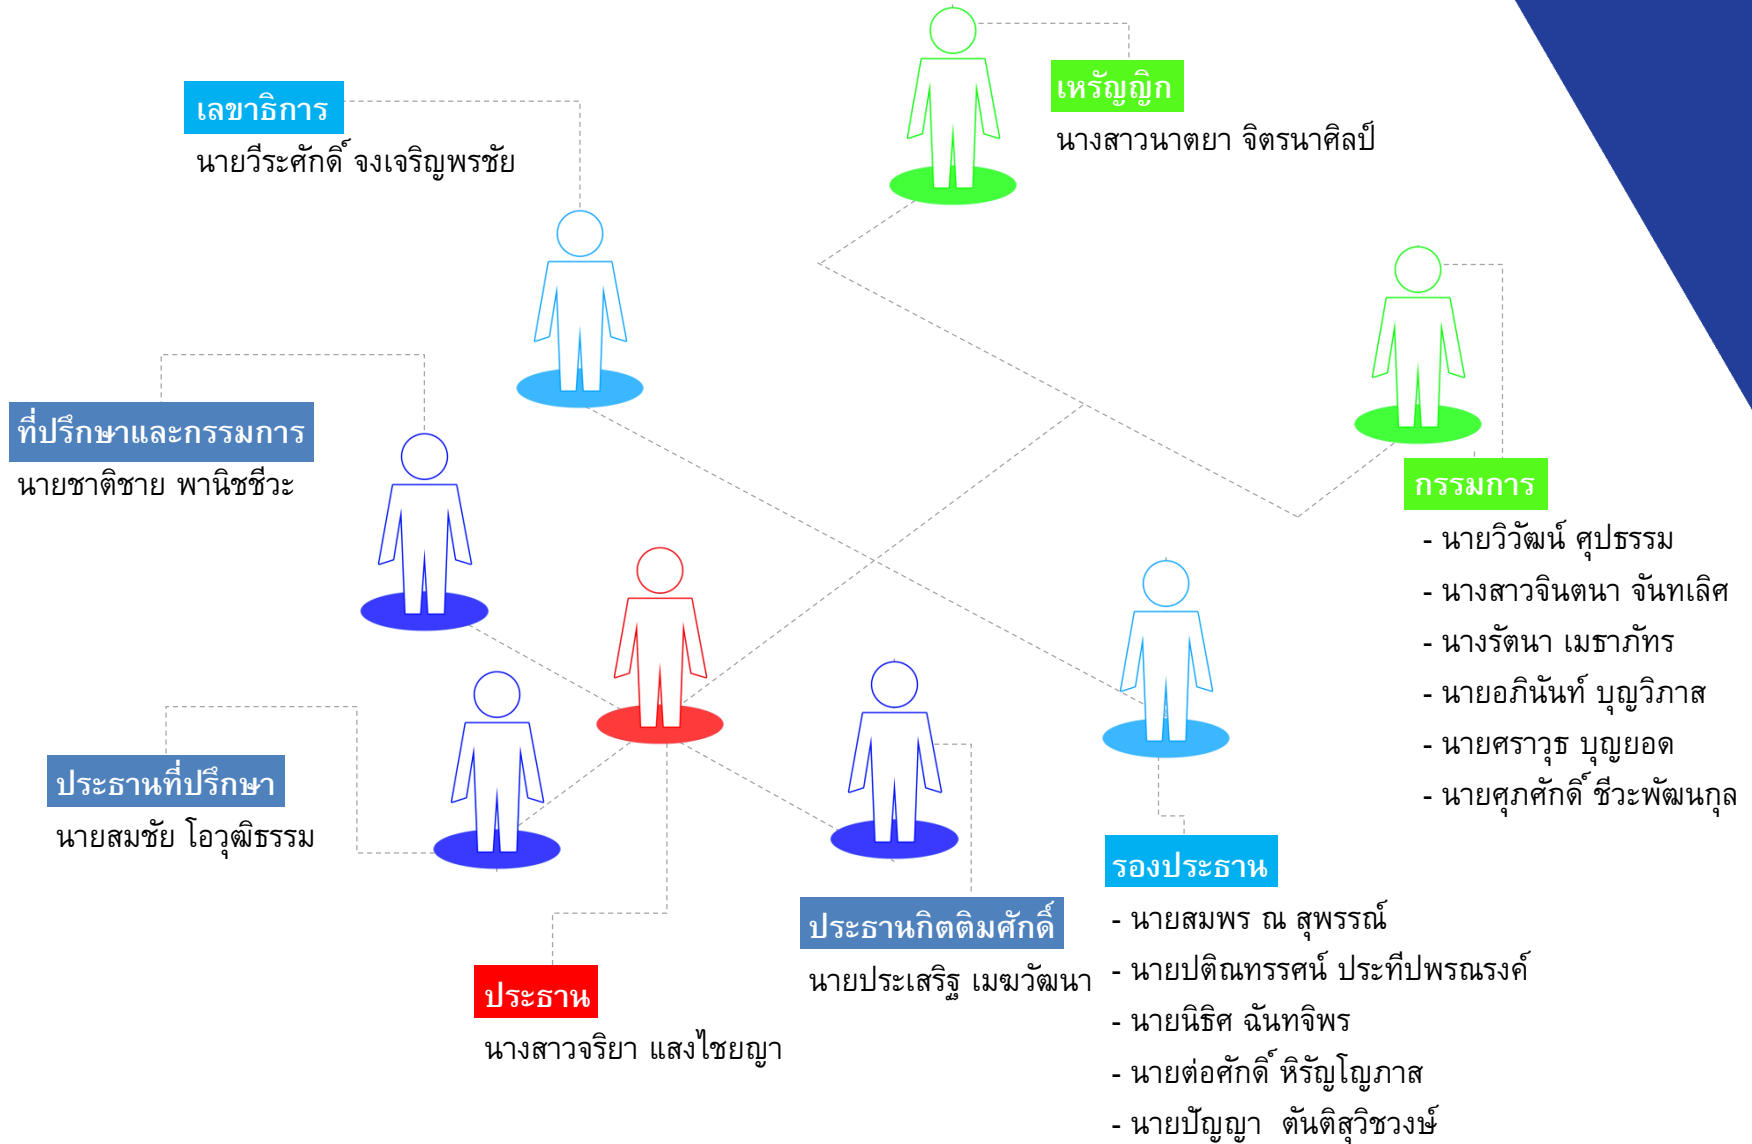 เหรัญญิก
นางสาวนาตยา จิตรนาศิลป์
เลขาธิการ
นายวีระศักดิ์ จงเจริญพรชัย
ที่ปรึกษาและกรรมการ
นายชาติชาย พานิชชีวะ
กรรมการ
- นายวิวัฒน์ ศุปธรรม
- นางสาวจินตนา จันทเลิศ
- นางรัตนา เมธาภัทร
- นายอภินันท์ บุญวิภาส
- นายศราวุธ บุญยอด
- นายศุภศักดิ์ ชีวะพัฒนกุล
ประธานที่ปรึกษา
นายสมชัย โอวุฒิธรรม
รองประธาน
- นายสมพร ณ สุพรรณ์
- นายปติณทรรศน์ ประทีปพรณรงค์
- นายนิธิศ ฉันทจิพร
- นายต่อศักดิ์ หิรัญโญภาส
- นายปัญญา ตันติสุวิชวงษ์
ประธานกิตติมศักดิ์
นายประเสริฐ เมฆวัฒนา
ประธาน
นางสาวจริยา แสงไชยญา